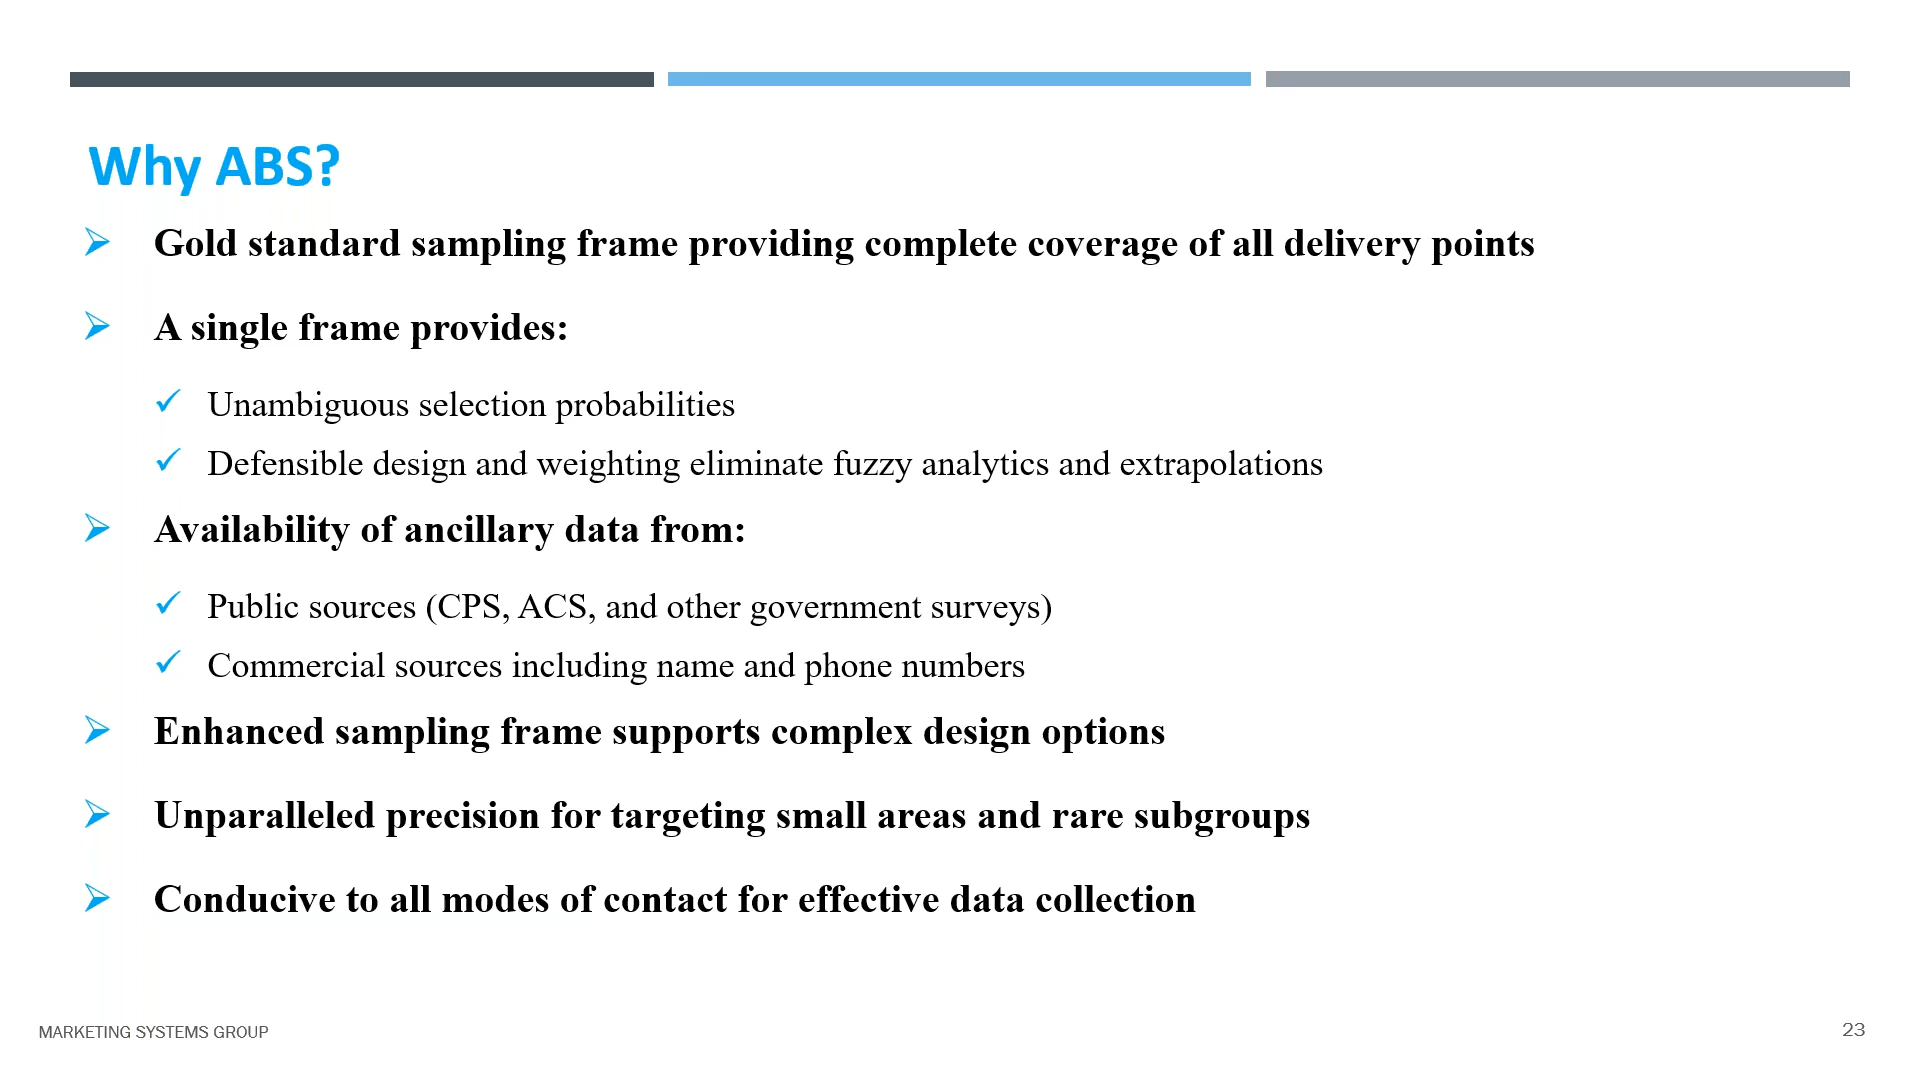 Why ABS?
Gold standard sampling frame providing complete coverage of all delivery points
A single frame provides:
Unambiguous selection probabilities
Defensible design and weighting eliminate fuzzy analytics and extrapolations
Availability of ancillary data from:
Public sources (CPS, ACS, and other government surveys)
Commercial sources including name and phone numbers
Enhanced sampling frame supports complex design options
Unparalleled precision for targeting small areas and rare subgroups
Conducive to all modes of contact for effective data collection
MARKETING SYSTEMS GROUP
23